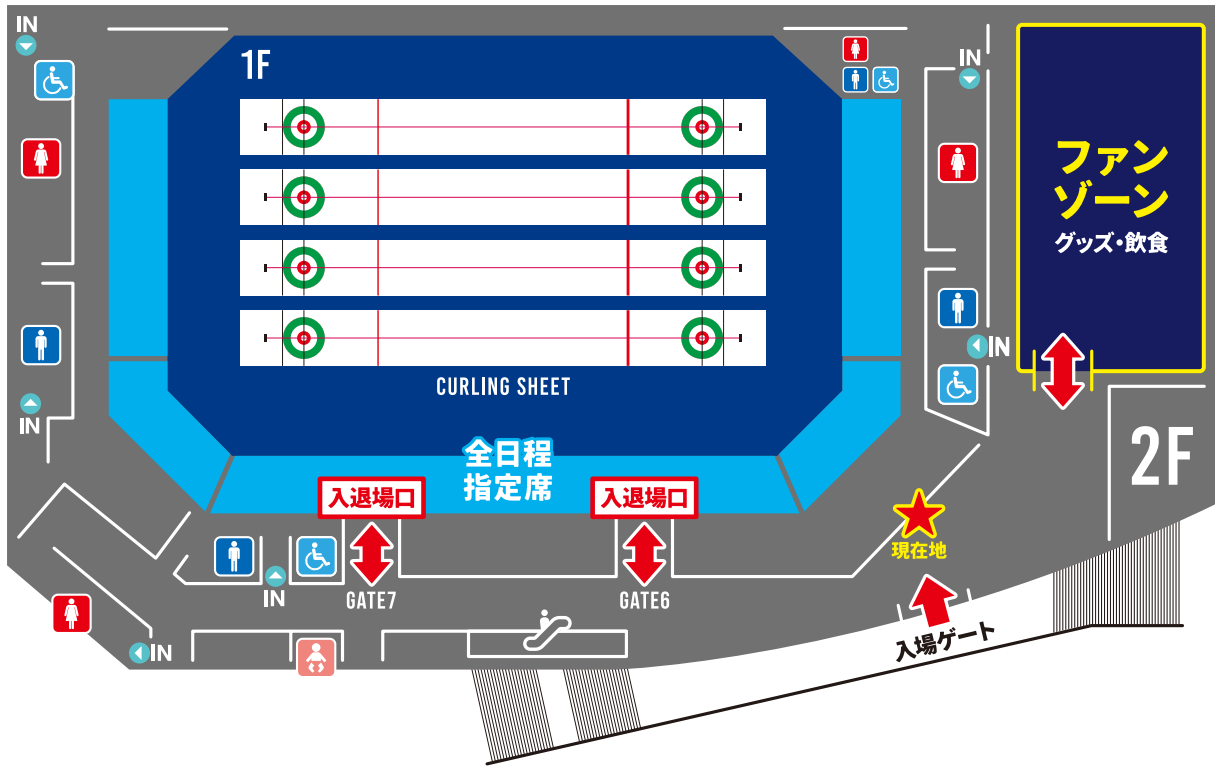 IN
1F
IN
ファン
ゾーン
グッズ・飲食
IN
CURLING SHEET
IN
全日程
指定席
2F
入退場口
入退場口
現在地
IN
GATE7
GATE6
入場ゲート
IN